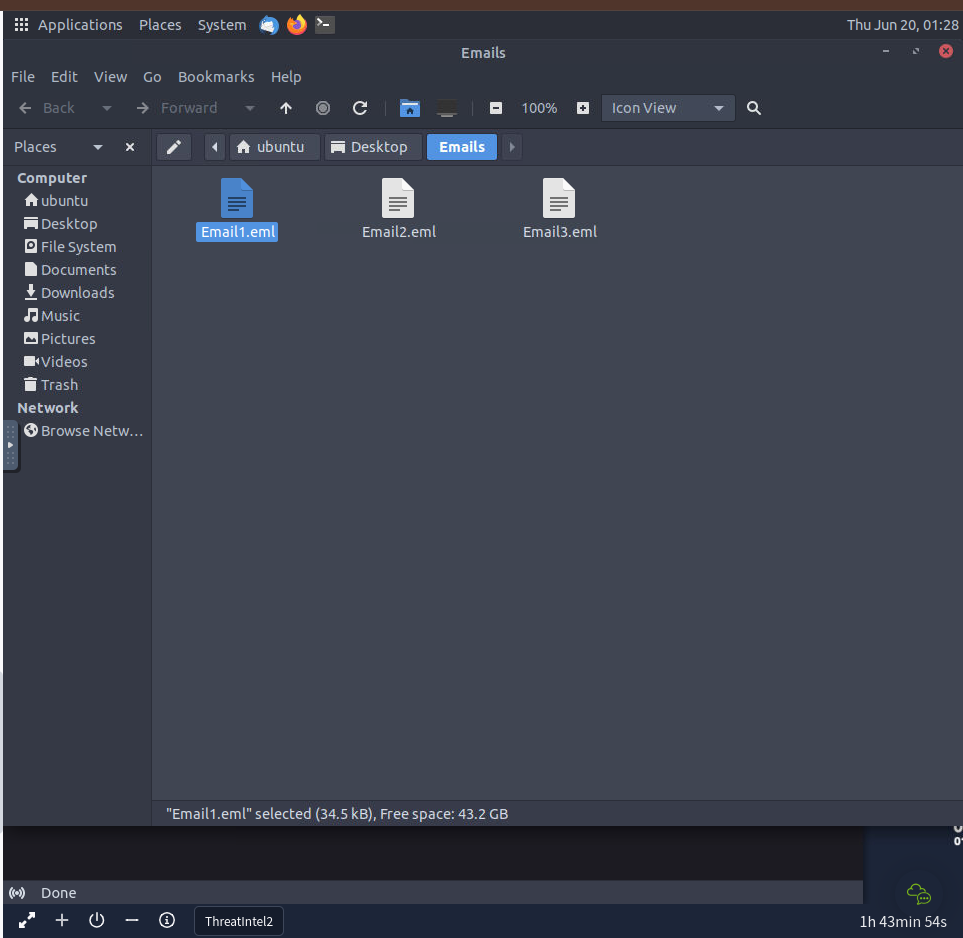 Applications Places System Thu Jun 20, 01:28
Emails
File Edit View Go Bookmarks Help
Back Forward 100% Icon View
Places ubuntu Desktop Emails
Computer
ubuntu
Desktop
File System
Documents
Downloads
Music
Pictures
Videos
Trash
Network
Browse Netw…
Email1.eml Email2.eml Email3.eml
"Email1.eml" selected (34.5 kB), Free space: 43.2 GB
Done
ThreatIntel2 1h 43min 54s